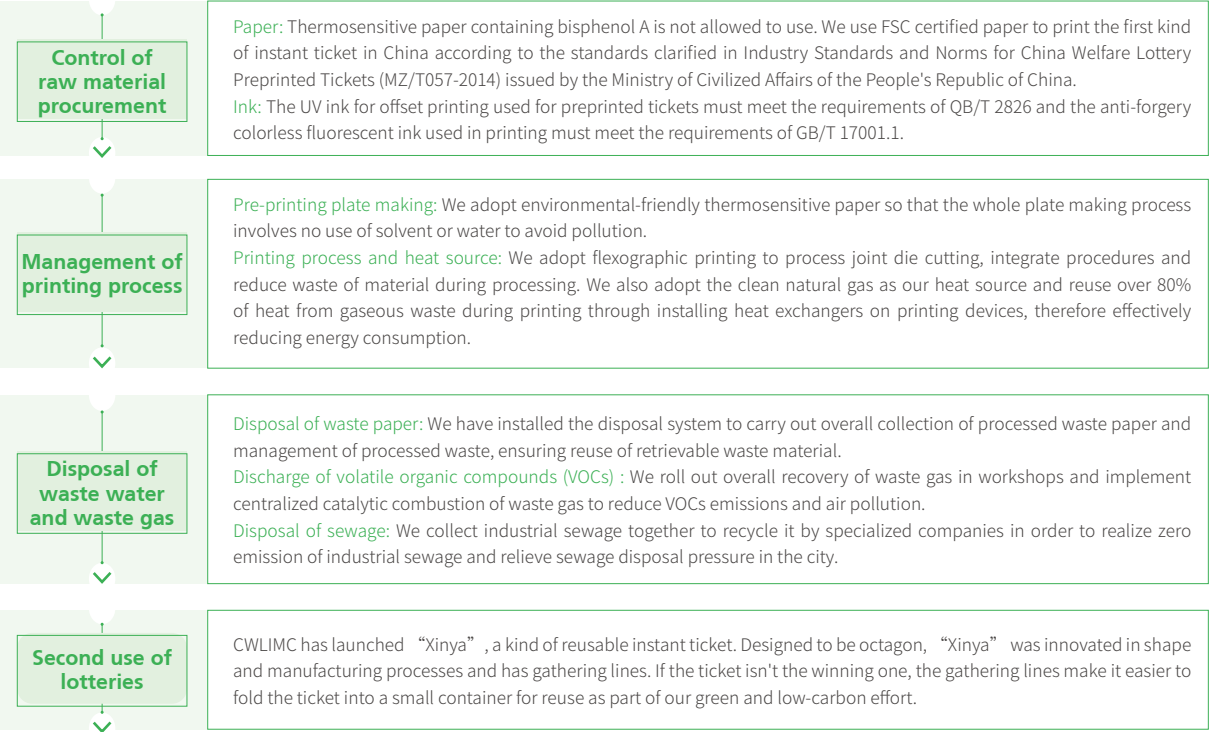 Control of
raw material
procurement
Paper: Thermosensitive paper containing bisphenol A is not allowed to use. We use FSC certified paper to print the first kind
of instant ticket in China according to the standards clarified in Industry Standards and Norms for China Welfare Lottery
Preprinted Tickets (MZ/T057-2014) issued by the Ministry of Civilized Affairs of the People's Republic of China.
Ink: The UV ink for offset printing used for preprinted tickets must meet the requirements of QB/T 2826 and the anti-forgery
colorless fluorescent ink used in printing must meet the requirements of GB/T 17001.1.
Management of
printing process
Pre-printing plate making: We adopt environmental-friendly thermosensitive paper so that the whole plate making process
involves no use of solvent or water to avoid pollution.
Printing process and heat source: We adopt flexographic printing to process joint die cutting, integrate procedures and
reduce waste of material during processing. We also adopt the clean natural gas as our heat source and reuse over 80%
of heat from gaseous waste during printing through installing heat exchangers on printing devices, therefore effectively
reducing energy consumption.
Disposal of
waste water
and waste gas
Disposal of waste paper: We have installed the disposal system to carry out overall collection of processed waste paper and
management of processed waste, ensuring reuse of retrievable waste material.
Discharge of volatile organic compounds (VOCs) : We roll out overall recovery of waste gas in workshops and implement
centralized catalytic combustion of waste gas to reduce VOCs emissions and air pollution.
Disposal of sewage: We collect industrial sewage together to recycle it by specialized companies in order to realize zero
emission of industrial sewage and relieve sewage disposal pressure in the city.
Second use of
lotteries
CWLIMC has launched “Xinya”, a kind of reusable instant ticket. Designed to be octagon, “Xinya” was innovated in shape
and manufacturing processes and has gathering lines. If the ticket isn't the winning one, the gathering lines make it easier to
fold the ticket into a small container for reuse as part of our green and low-carbon effort.